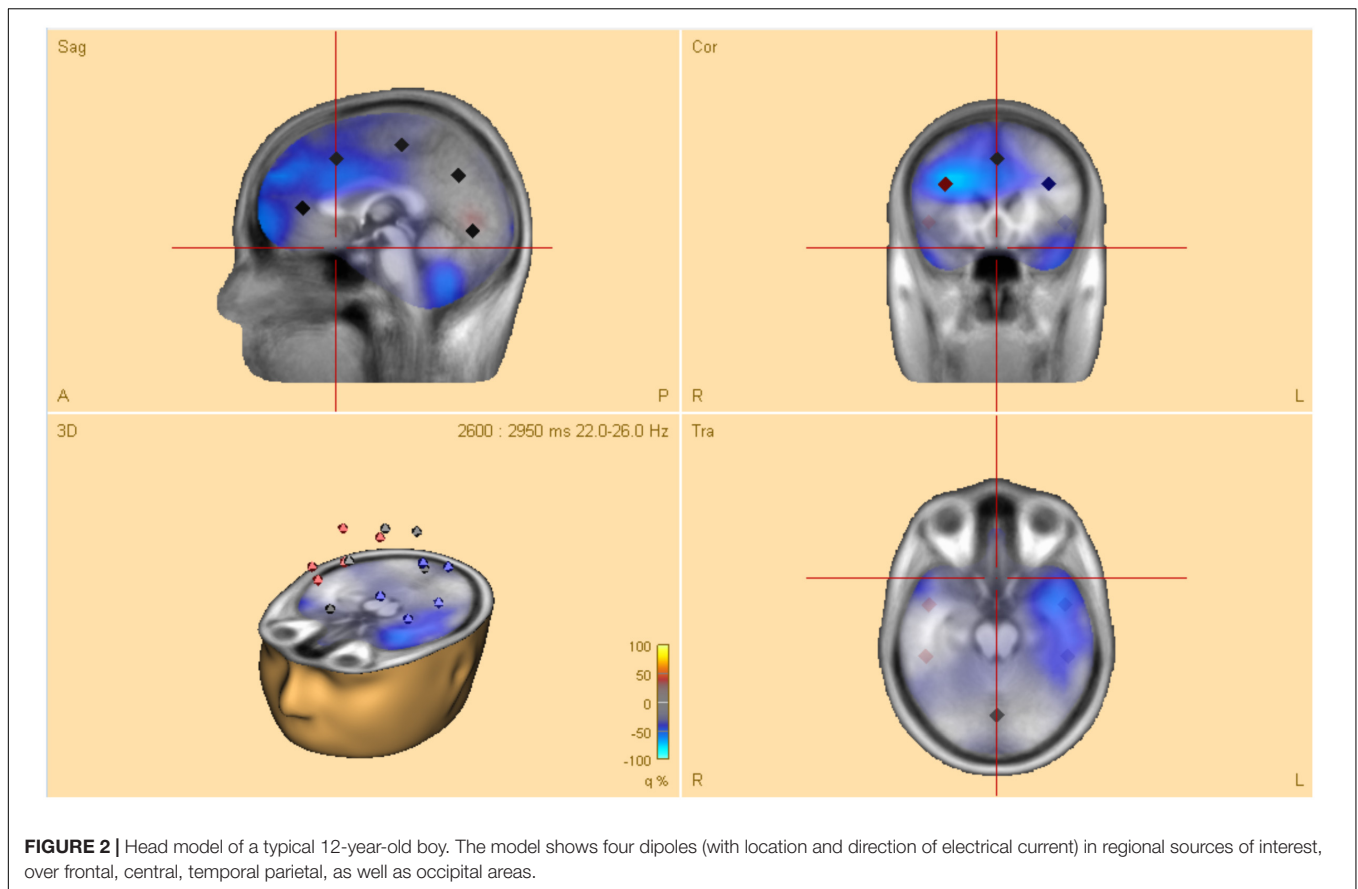 Sag
A
P
Cor
R
L
3D
2600 : 2950 ms 22.0-26.0 Hz
100
50
0
-50
-100
q %
Tra
R
L
FIGURE 2 | Head model of a typical 12-year-old boy. The model shows four dipoles (with location and direction of electrical current) in regional sources of interest,
over frontal, central, temporal parietal, as well as occipital areas.